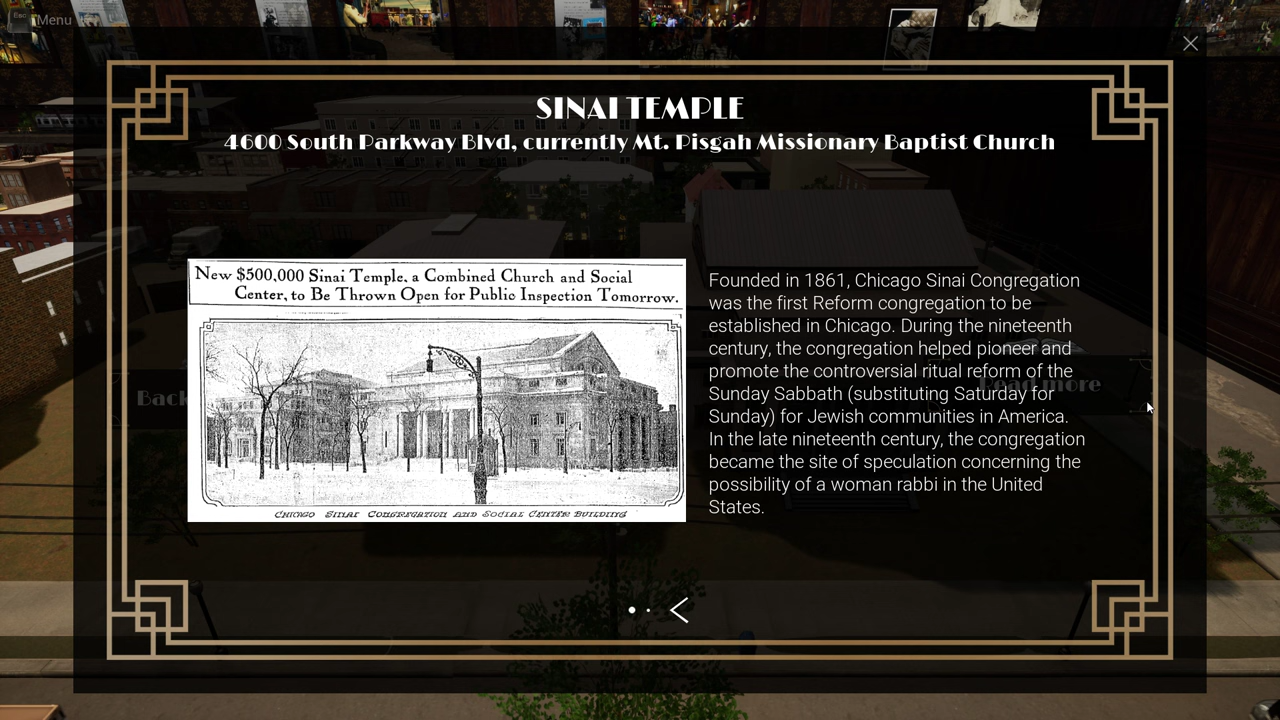 Esc Menu
SINAI TEMPLE
4600 South Parkway Blvd, currently Mt. Pisgah Missionary Baptist Church
New $500,000 Sinai Temple, a Combined Church and Social
Center, to Be Thrown Open for Public Inspection Tomorrow.
CHICAGO SINAI CONGREGATION AND SOCIAL CENTER BUILDING
Founded in 1861, Chicago Sinai Congregation
was the first Reform congregation to be
established in Chicago. During the nineteenth
century, the congregation helped pioneer and
promote the controversial ritual reform of the
Sunday Sabbath (substituting Saturday for
Sunday) for Jewish communities in America.
In the late nineteenth century, the congregation
became the site of speculation concerning the
possibility of a woman rabbi in the United
States.
Back
Read more